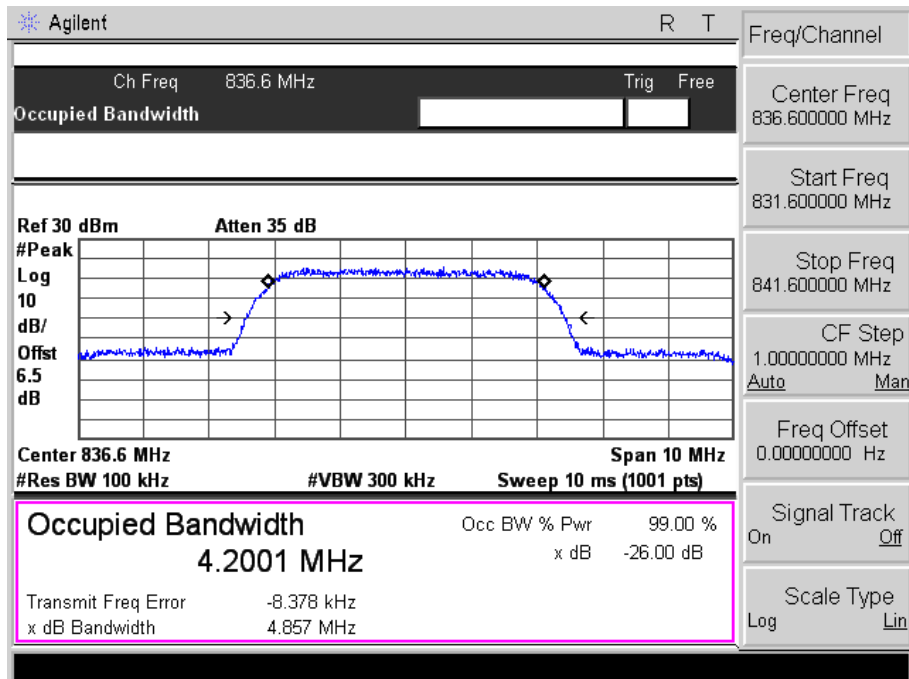 Agilent R T
Ch Freq 836.6 MHz Trig Free
Occupied Bandwidth
Ref 30 dBm Atten 35 dB
#Peak
Log
10
dB/
Offst
6.5
dB
Center 836.6 MHz Span 10 MHz
#Res BW 100 kHz #VBW 300 kHz Sweep 10 ms (1001 pts)
Occupied Bandwidth Occ BW % Pwr 99.00 %
4.2001 MHz x dB -26.00 dB
Transmit Freq Error -8.378 kHz
x dB Bandwidth 4.857 MHz
Freq/Channel
Center Freq
836.600000 MHz
Start Freq
831.600000 MHz
Stop Freq
841.600000 MHz
CF Step
1.00000000 MHz
Auto Man
Freq Offset
0.00000000 Hz
Signal Track
On Off
Scale Type
Log Lin